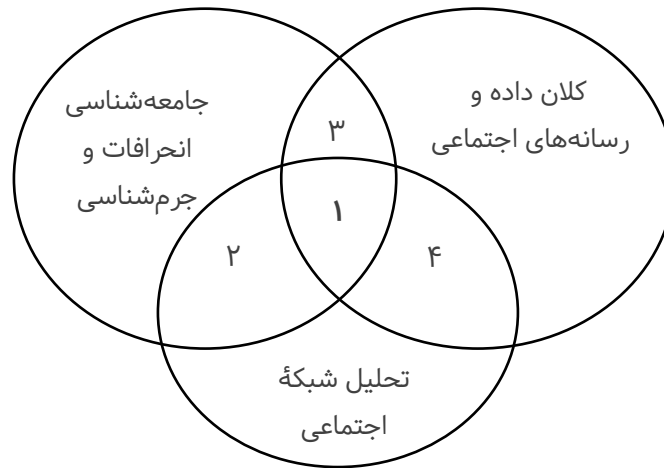 کلان داده و
رسانه‌های اجتماعی
جامعه‌شناسی
انحرافات و
جرم‌شناسی
۳
۱
۲
۴
تحلیل شبکهٔ
اجتماعی